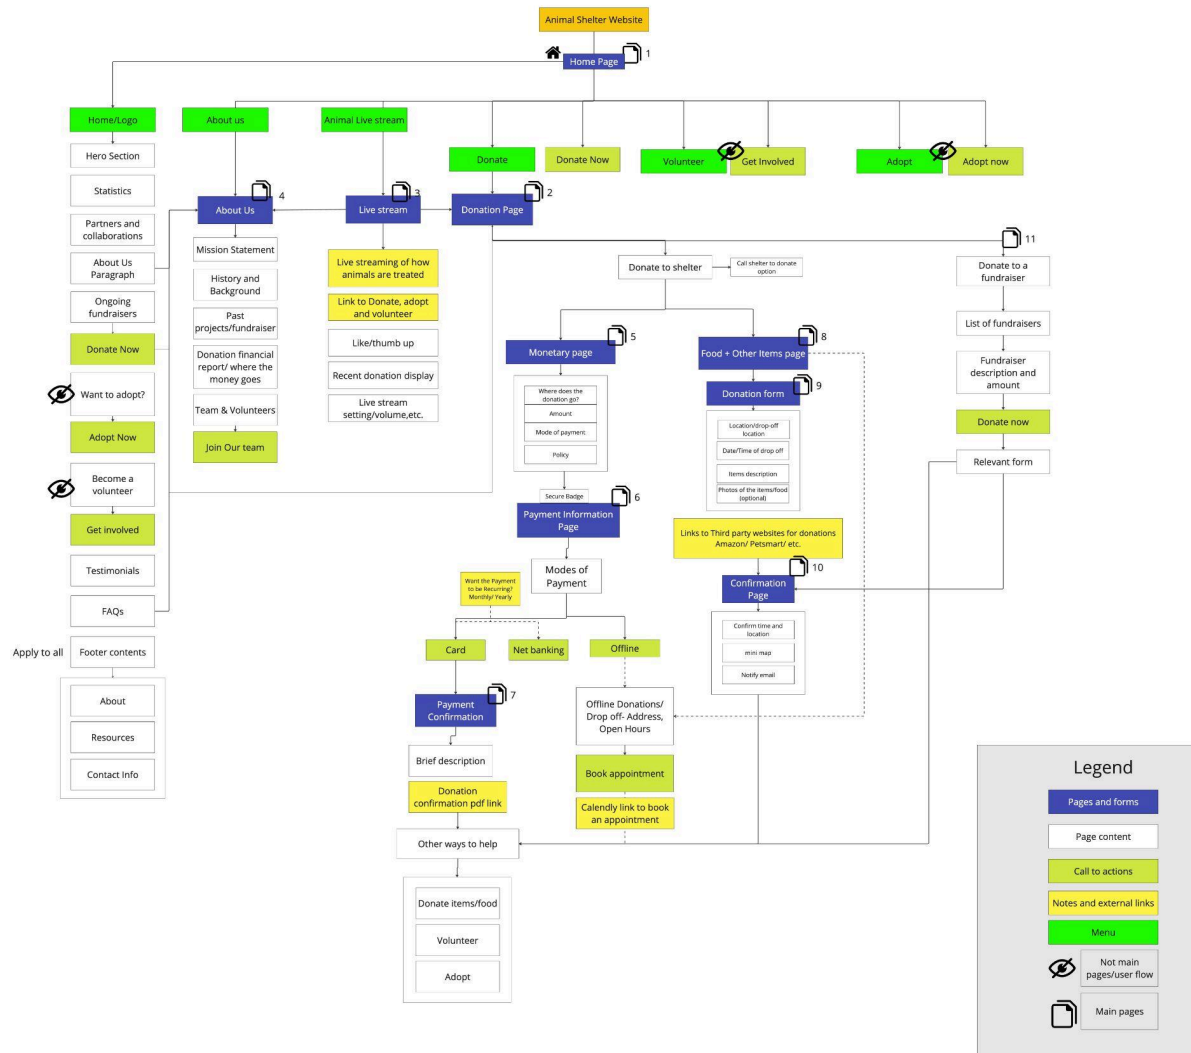 Animal Shelter Website
Home Page
1
Home/Logo
About us
Animal Live stream
Donate
Donate Now
Volunteer
Get Involved
Adopt
Adopt now
Hero Section
Statistics
Partners and
collaborations
About Us
Paragraph
Ongoing
fundraisers
Donate Now
Want to adopt?
Adopt Now
Become a
volunteer
Get involved
Testimonials
FAQs
Apply to all
Footer contents
About
Resources
Contact Info
4
About Us
Mission Statement
History and
Background
Past
projects/fundraiser
Donation financial
report/ where the
money goes
Team & Volunteers
Join Our team
3
Live stream
Live streaming of how
animals are treated
Link to Donate, adopt
and volunteer
Like/thumb up
Recent donation display
Live stream
setting/volume,etc.
2
Donation Page
Donate to shelter
Call shelter to donate
option
5
Monetary page
Where does the
donation go?
Amount
Mode of payment
Policy
Secure Badge
6
Payment Information
Page
Modes of
Payment
Want the Payment
to be Recurring?
Monthly/ Yearly
Card
Net banking
Offline
7
Payment
Confirmation
Brief description
Donation
confirmation pdf link
Other ways to help
Donate items/food
Volunteer
Adopt
Offline Donations/
Drop off- Address,
Open Hours
Book appointment
Calendly link to book
an appointment
8
Food + Other Items page
9
Donation form
Location/drop-off
location
Date/Time of drop off
Items description
Photos of the items/food
(optional)
Links to Third party websites for donations
Amazon/ Petsmart/ etc.
10
Confirmation
Page
Confirm time and
location
mini map
Notify email
11
Donate to a
fundraiser
List of fundraisers
Fundraiser
description and
amount
Donate now
Relevant form
Legend
Pages and forms
Page content
Call to actions
Notes and external links
Menu
Not main
pages/user flow
Main pages